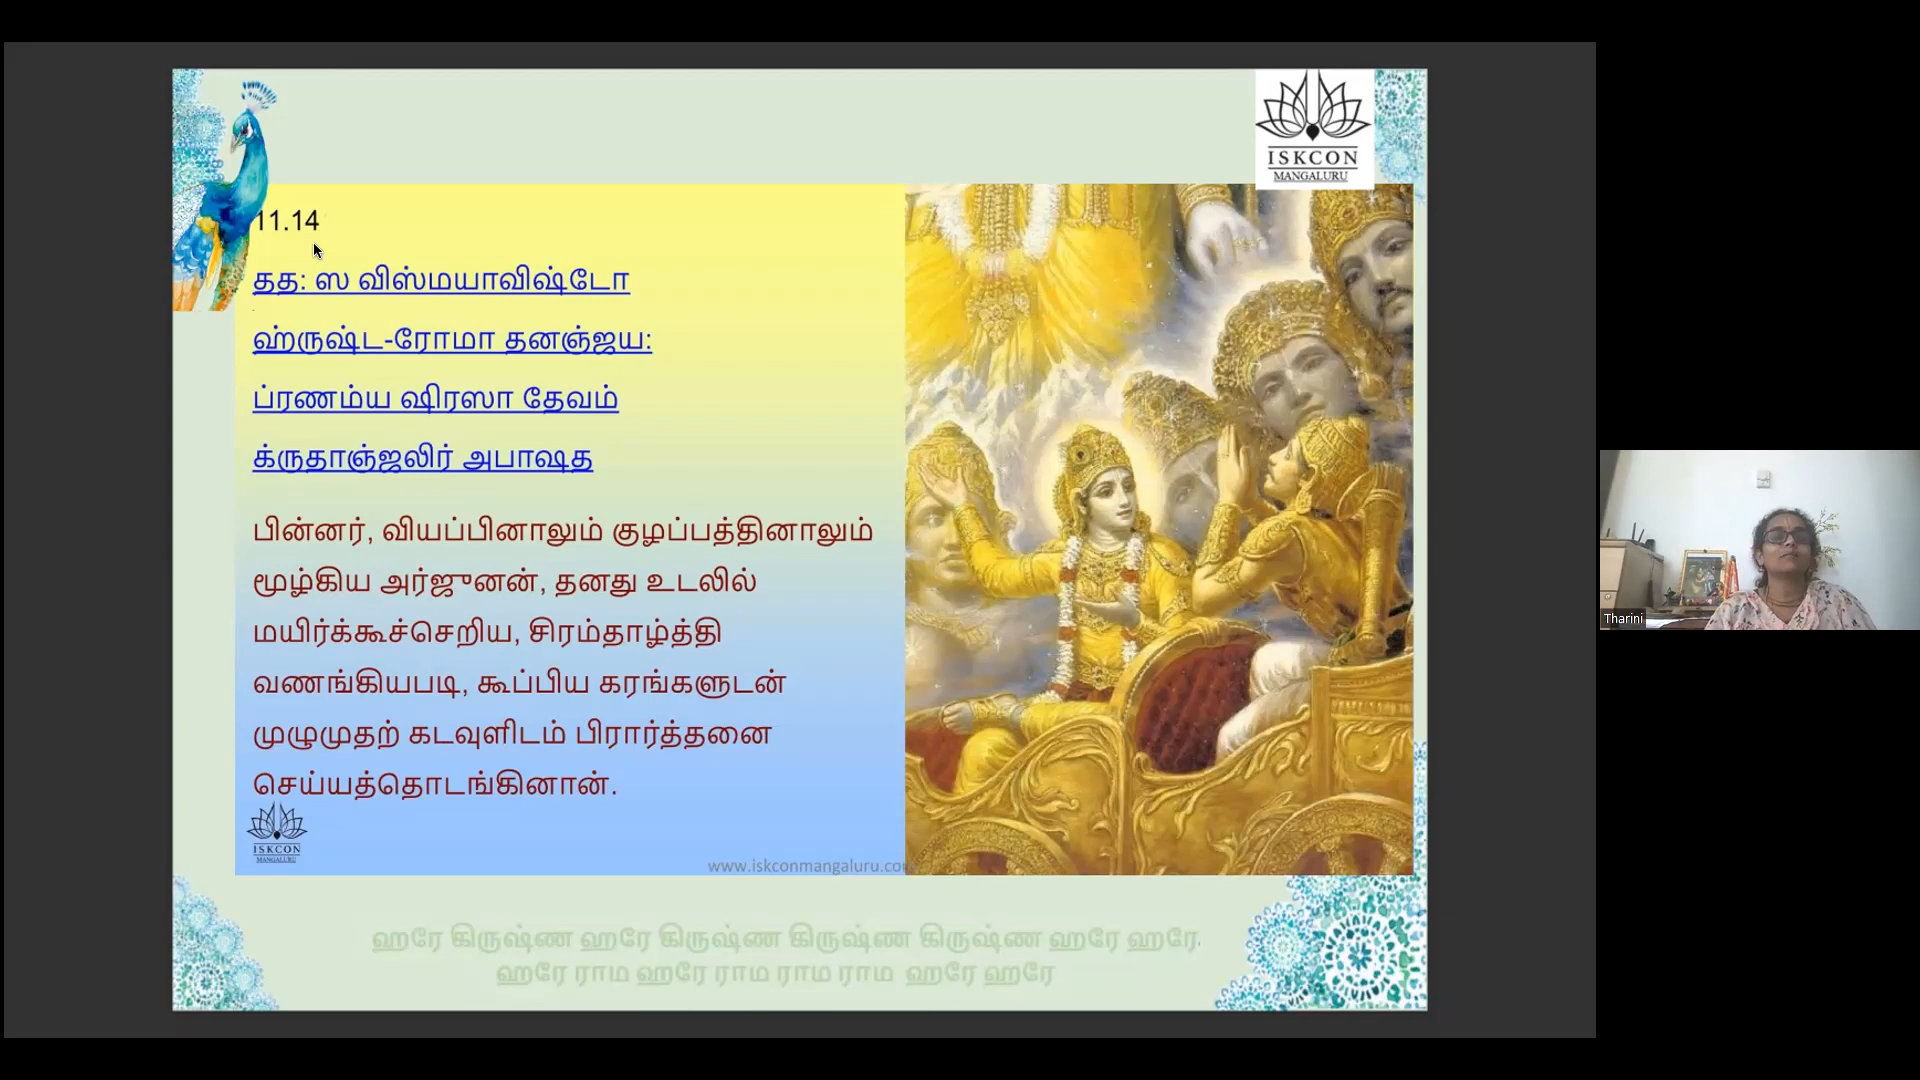 ISKCON
MANGALURU
11.14
தத: ஸ விஸ்மயாவிஷ்டோ
ஹ்ருஷ்ட-ரோமா தனஞ்ஜய:
ப்ரணம்ய ஷிரஸா தேவம்
க்ருதாஞ்ஜலிர் அபாஷத
பின்னர், வியப்பினாலும் குழப்பத்தினாலும்
மூழ்கிய அர்ஜுனன், தனது உடலில்
மயிர்க்கூச்செறிய, சிரம்தாழ்த்தி
வணங்கியபடி, கூப்பிய கரங்களுடன்
முழுமுதற் கடவுளிடம் பிரார்த்தனை
செய்யத்தொடங்கினான்.
ISKCON
MANGALURU
www.iskconmangaluru.com
ஹரே கிருஷ்ண ஹரே கிருஷ்ண கிருஷ்ண கிருஷ்ண ஹரே ஹரே
ஹரே ராம ஹரே ராம ராம ராம ஹரே ஹரே
Tharini